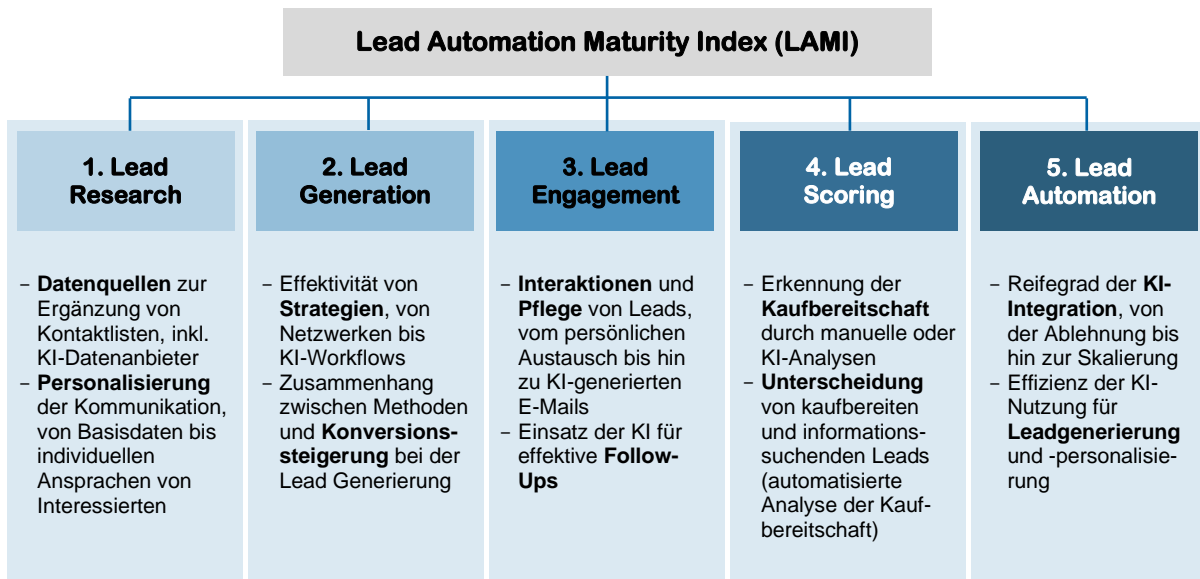 Lead Automation Maturity Index (LAMI)
1. Lead
Research
– Datenquellen zur
Ergänzung von
Kontaktlisten, inkl.
KI-Datenanbieter
– Personalisierung
der Kommunikation,
von Basisdaten bis
individuellen
Ansprachen von
Interessierten
2. Lead
Generation
– Effektivität von
Strategien, von
Netzwerken bis
KI-Workflows
– Zusammenhang
zwischen Methoden
und Konversions-
steigerung bei der
Lead Generierung
3. Lead
Engagement
– Interaktionen und
Pflege von Leads,
vom persönlichen
Austausch bis hin
zu KI-generierten
E-Mails
– Einsatz der KI für
effektive Follow-
Ups
4. Lead
Scoring
– Erkennung der
Kaufbereitschaft
durch manuelle oder
KI-Analysen
– Unterscheidung
von kaufbereiten
und informations-
suchenden Leads
(automatisierte
Analyse der Kauf-
bereitschaft)
5. Lead
Automation
– Reifegrad der KI-
Integration, von
der Ablehnung bis
hin zur Skalierung
– Effizienz der KI-
Nutzung für
Leadgenerierung
und -personalisie-
rung